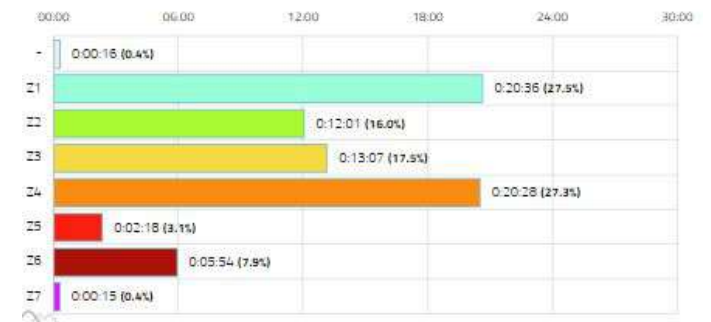 00:00 06:00 12:00 18:00 24:00 30:00
- 0:00:16 (0.4%)
Z1 0:20:36 (27.5%)
Z2 0:12:01 (16.0%)
Z3 0:13:07 (17.5%)
Z4 0:20:28 (27.3%)
Z5 0:02:18 (3.1%)
Z6 0:05:54 (7.9%)
Z7 0:00:15 (0.4%)